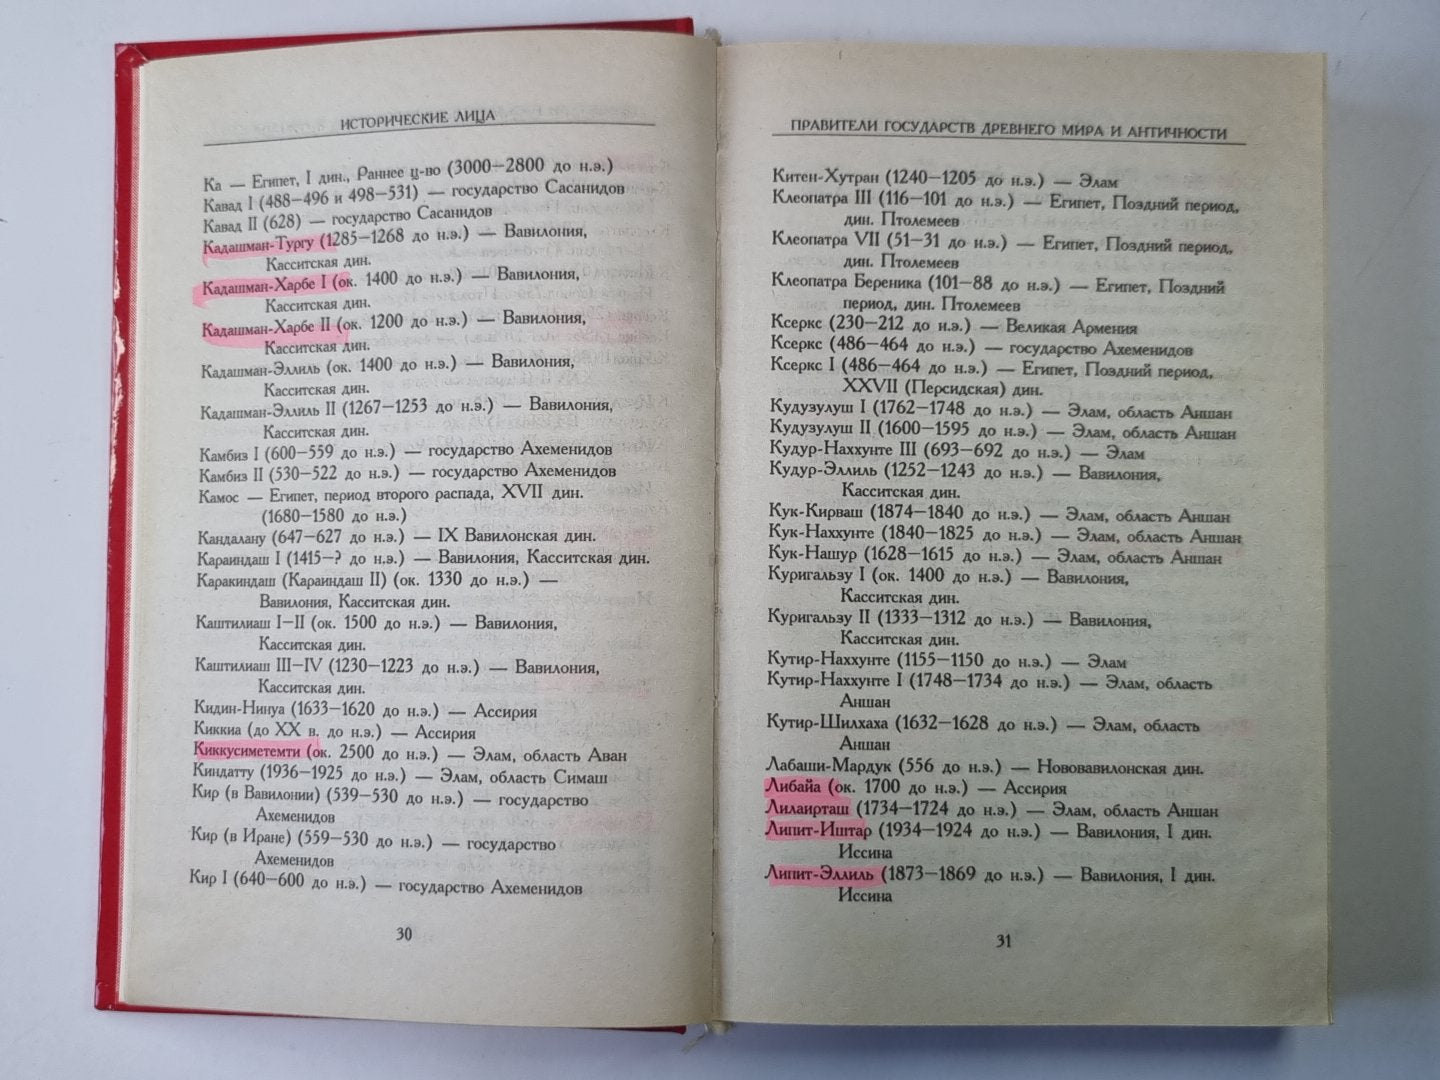 ИСТОРИЧЕСКИЕ ЛИЦА
Ка — Египет, I дин., Раннее ц-во (3000—2800 до н.э.)
Кавад I (488—496 и 498—531) — государство Сасанидов
Кавад II (628) — государство Сасанидов
Кадашман-Тургу (1285—1268 до н.э.) — Вавилония,
Касситская дин.
Кадашман-Харбе I (ок. 1400 до н.э.) — Вавилония,
Касситская дин.
Кадашман-Харбе II (ок. 1200 до н.э.) — Вавилония,
Касситская дин.
Кадашман-Эллиль (ок. 1400 до н.э.) — Вавилония,
Касситская дин.
Кадашман-Эллиль II (1267—1253 до н.э.) — Вавилония,
Касситская дин.
Камбиз I (600—559 до н.э.) — государство Ахеменидов
Камбиз II (530—522 до н.э.) — государство Ахеменидов
Камос — Египет, период второго распада, XVII дин.
(1680—1580 до н.э.)
Кандалану (647—627 до н.э.) — IX Вавилонская дин.
Караиндаш I (1415—? до н.э.) — Вавилония, Касситская дин.
Каракиндаш (Караиндаш II) (ок. 1330 до н.э.) —
Вавилония, Касситская дин.
Каштилиаш I—II (ок. 1500 до н.э.) — Вавилония,
Касситская дин.
Каштилиаш III—IV (1230—1223 до н.э.) — Вавилония,
Касситская дин.
Кидин-Нинуа (1633—1620 до н.э.) — Ассирия
Киккиа (до XX в. до н.э.) — Ассирия
Киккусиметемти (ок. 2500 до н.э.) — Элам, область Аван
Киндатту (1936—1925 до н.э.) — Элам, область Симаш
Кир (в Вавилонии) (539—530 до н.э.) — государство
Ахеменидов
Кир (в Иране) (559—530 до н.э.) — государство
Ахеменидов
Кир I (640—600 до н.э.) — государство Ахеменидов
30
ПРАВИТЕЛИ ГОСУДАРСТВ ДРЕВНЕГО МИРА И АНТИЧНОСТИ
Китен-Хутран (1240—1205 до н.э.) — Элам
Клеопатра III (116—101 до н.э.) — Египет, Поздний период,
дин. Птолемеев
Клеопатра VII (51—31 до н.э.) — Египет, Поздний период,
дин. Птолемеев
Клеопатра Береника (101—88 до н.э.) — Египет, Поздний
период, дин. Птолемеев
Ксеркс (230—212 до н.э.) — Великая Армения
Ксеркс (486—464 до н.э.) — государство Ахеменидов
Ксеркс I (486—464 до н.э.) — Египет, Поздний период,
XXVII (Персидская) дин.
Кудузулуш I (1762—1748 до н.э.) — Элам, область Аншан
Кудузулуш II (1600—1595 до н.э.) — Элам, область Аншан
Кудур-Наххунте III (693—692 до н.э.) — Элам
Кудур-Эллиль (1252—1243 до н.э.) — Вавилония,
Касситская дин.
Кук-Кирваш (1874—1840 до н.э.) — Элам, область Аншан
Кук-Наххунте (1840—1825 до н.э.) — Элам, область Аншан
Кук-Нашур (1628—1615 до н.э.) — Элам, область Аншан
Куригальзу I (ок. 1400 до н.э.) — Вавилония,
Касситская дин.
Куригальзу II (1333—1312 до н.э.) — Вавилония,
Касситская дин.
Кутир-Наххунте (1155—1150 до н.э.) — Элам
Кутир-Наххунте I (1748—1734 до н.э.) — Элам, область
Аншан
Кутир-Шилхаха (1632—1628 до н.э.) — Элам, область
Аншан
Лабаши-Мардук (556 до н.э.) — Нововавилонская дин.
Либайа (ок. 1700 до н.э.) — Ассирия
Лилаирташ (1734—1724 до н.э.) — Элам, область Аншан
Липит-Иштар (1934—1924 до н.э.) — Вавилония, I дин.
Иссина
Липит-Эллиль (1873—1869 до н.э.) — Вавилония, I дин.
Иссина
31